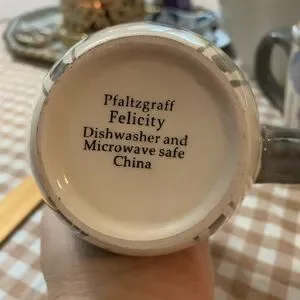 Pfaltzgraff
Felicity
Dishwasher and
Microwave safe
China